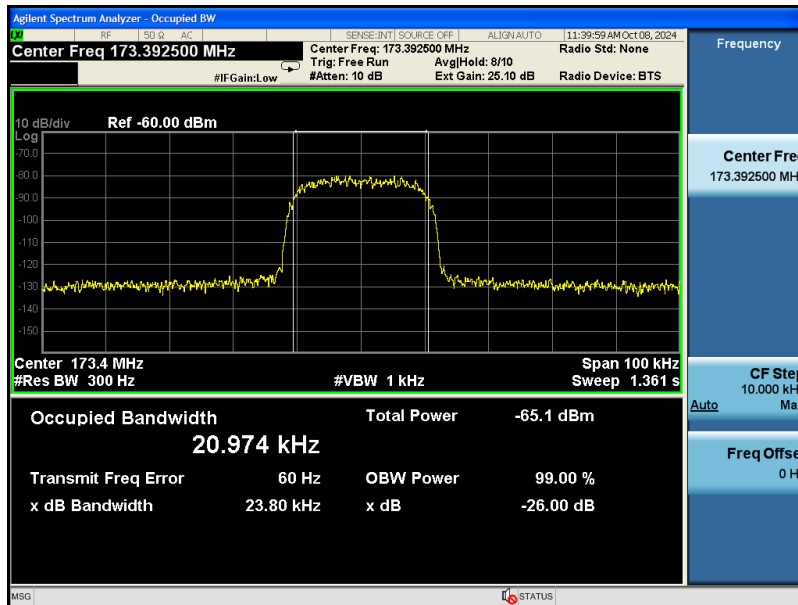 Agilent Spectrum Analyzer - Occupied BW
LXI RF 50 Ω AC SENSE:INT SOURCE OFF ALIGN AUTO 11:39:59 AM Oct 08, 2024
Center Freq 173.392500 MHz
Center Freq: 173.392500 MHz Radio Std: None
Trig: Free Run Avg|Hold: 8/10
#IFGain:Low #Atten: 10 dB Ext Gain: 25.10 dB Radio Device: BTS
Frequency
10 dB/div Ref -60.00 dBm
Log
-70.0
-80.0
-90.0
-100
-110
-120
-130
-140
-150
Center Fre
173.392500 MH
Center 173.4 MHz Span 100 kHz
#Res BW 300 Hz #VBW 1 kHz Sweep 1.361 s
CF Step
10.000 kH
Auto Ma
Occupied Bandwidth Total Power -65.1 dBm
20.974 kHz
Transmit Freq Error 60 Hz OBW Power 99.00 %
x dB Bandwidth 23.80 kHz x dB -26.00 dB
Freq Offse
0 H
MSG STATUS